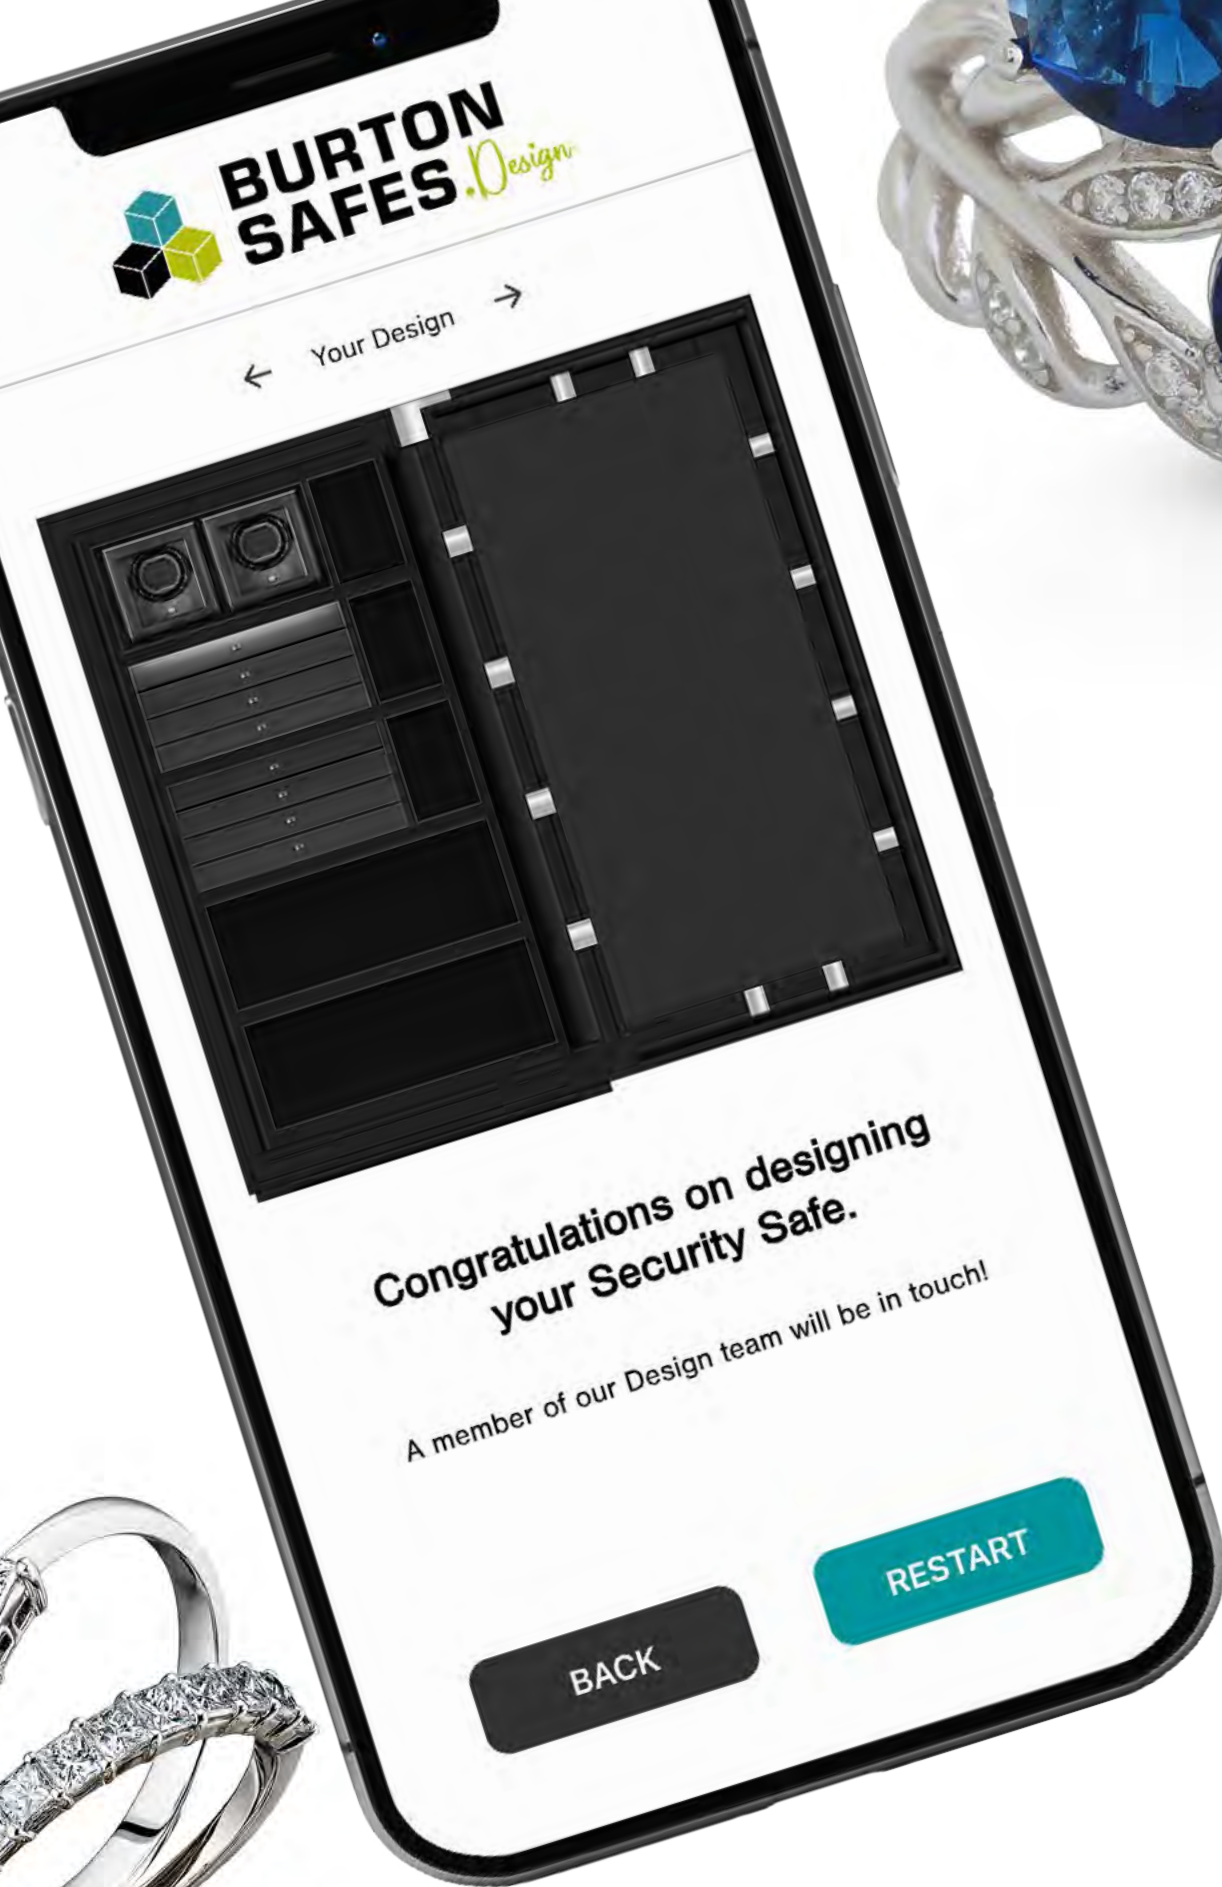 BURTON
SAFES.Design
← Your Design →
Congratulations on designing
your Security Safe.
A member of our Design team will be in touch!
RESTART
BACK